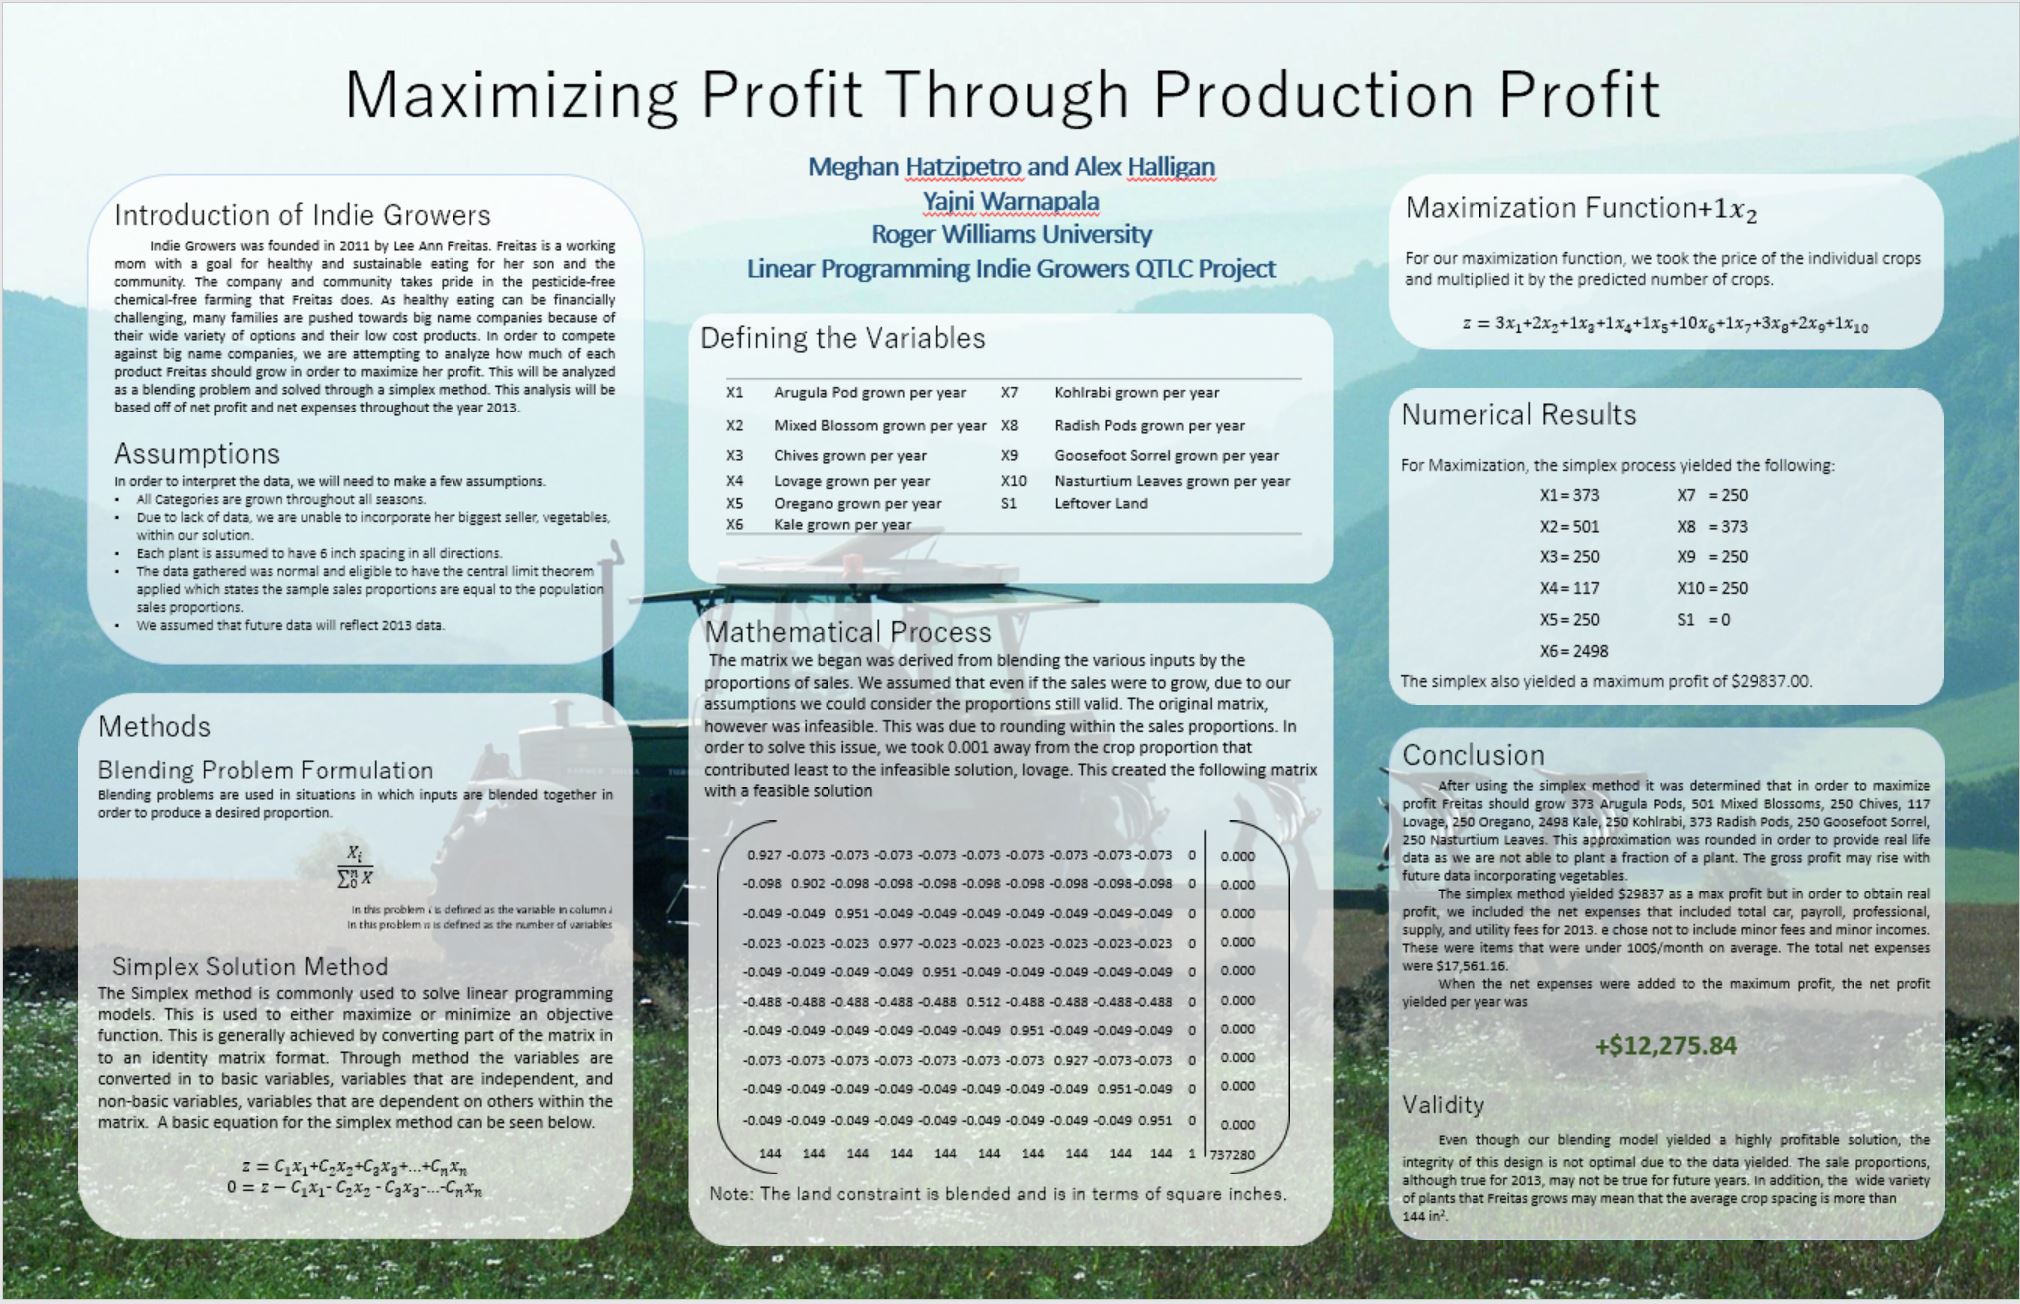 Maximizing Profit Through Production Profit
Meghan Hatzipetro and Alex Halligan
Yajni Warnapala
Roger Williams University
Linear Programming Indie Growers QTLC Project
Introduction of Indie Growers
Indie Growers was founded in 2011 by Lee Ann Freitas. Freitas is a working
mom with a goal for healthy and sustainable eating for her son and the
community. The company and community takes pride in the pesticide-free
chemical-free farming that Freitas does. As healthy eating can be financially
challenging, many families are pushed towards big name companies because of
their wide variety of options and their low cost products. In order to compete
against big name companies, we are attempting to analyze how much of each
product Freitas should grow in order to maximize her profit. This will be analyzed
as a blending problem and solved through a simplex method. This analysis will be
based off of net profit and net expenses throughout the year 2013.
Assumptions
In order to interpret the data, we will need to make a few assumptions.
• All Categories are grown throughout all seasons.
• Due to lack of data, we are unable to incorporate her biggest seller, vegetables,
within our solution.
• Each plant is assumed to have 6 inch spacing in all directions.
• The data gathered was normal and eligible to have the central limit theorem
applied which states the sample sales proportions are equal to the population
sales proportions.
• We assumed that future data will reflect 2013 data.
Methods
Blending Problem Formulation
Blending problems are used in situations in which inputs are blended together in
order to produce a desired proportion.
X_i
∑_0^n X
In this problem i is defined as the variable in column i
In this problem n is defined as the number of variables
Simplex Solution Method
The Simplex method is commonly used to solve linear programming
models. This is used to either maximize or minimize an objective
function. This is generally achieved by converting part of the matrix in
to an identity matrix format. Through method the variables are
converted in to basic variables, variables that are independent, and
non-basic variables, variables that are dependent on others within the
matrix. A basic equation for the simplex method can be seen below.
z = C₁x₁+C₂x₂+C₃x₃+...+Cₙxₙ
0 = z − C₁x₁- C₂x₂ - C₃x₃-...-Cₙxₙ
Defining the Variables
X1 Arugula Pod grown per year X7 Kohlrabi grown per year
X2 Mixed Blossom grown per year X8 Radish Pods grown per year
X3 Chives grown per year X9 Goosefoot Sorrel grown per year
X4 Lovage grown per year X10 Nasturtium Leaves grown per year
X5 Oregano grown per year S1 Leftover Land
X6 Kale grown per year
Mathematical Process
The matrix we began was derived from blending the various inputs by the
proportions of sales. We assumed that even if the sales were to grow, due to our
assumptions we could consider the proportions still valid. The original matrix,
however was infeasible. This was due to rounding within the sales proportions. In
order to solve this issue, we took 0.001 away from the crop proportion that
contributed least to the infeasible solution, lovage. This created the following matrix
with a feasible solution
0.927 -0.073 -0.073 -0.073 -0.073 -0.073 -0.073 -0.073 -0.073 -0.073 0 0.000
-0.098 0.902 -0.098 -0.098 -0.098 -0.098 -0.098 -0.098 -0.098 -0.098 0 0.000
-0.049 -0.049 0.951 -0.049 -0.049 -0.049 -0.049 -0.049 -0.049 -0.049 0 0.000
-0.023 -0.023 -0.023 0.977 -0.023 -0.023 -0.023 -0.023 -0.023 -0.023 0 0.000
-0.049 -0.049 -0.049 -0.049 0.951 -0.049 -0.049 -0.049 -0.049 -0.049 0 0.000
-0.488 -0.488 -0.488 -0.488 -0.488 0.512 -0.488 -0.488 -0.488 -0.488 0 0.000
-0.049 -0.049 -0.049 -0.049 -0.049 -0.049 0.951 -0.049 -0.049 -0.049 0 0.000
-0.073 -0.073 -0.073 -0.073 -0.073 -0.073 -0.073 0.927 -0.073 -0.073 0 0.000
-0.049 -0.049 -0.049 -0.049 -0.049 -0.049 -0.049 -0.049 0.951 -0.049 0 0.000
-0.049 -0.049 -0.049 -0.049 -0.049 -0.049 -0.049 -0.049 -0.049 0.951 0 0.000
144 144 144 144 144 144 144 144 144 144 1 737280
Note: The land constraint is blended and is in terms of square inches.
Maximization Function+1x₂
For our maximization function, we took the price of the individual crops
and multiplied it by the predicted number of crops.
z = 3x₁+2x₂+1x₃+1x₄+1x₅+10x₆+1x₇+3x₈+2x₉+1x₁₀
Numerical Results
For Maximization, the simplex process yielded the following:
X1 = 373 X7 = 250
X2 = 501 X8 = 373
X3 = 250 X9 = 250
X4 = 117 X10 = 250
X5 = 250 S1 = 0
X6 = 2498
The simplex also yielded a maximum profit of $29837.00.
Conclusion
After using the simplex method it was determined that in order to maximize
profit Freitas should grow 373 Arugula Pods, 501 Mixed Blossoms, 250 Chives, 117
Lovage, 250 Oregano, 2498 Kale, 250 Kohlrabi, 373 Radish Pods, 250 Goosefoot Sorrel,
250 Nasturtium Leaves. This approximation was rounded in order to provide real life
data as we are not able to plant a fraction of a plant. The gross profit may rise with
future data incorporating vegetables.
The simplex method yielded $29837 as a max profit but in order to obtain real
profit, we included the net expenses that included total car, payroll, professional,
supply, and utility fees for 2013. e chose not to include minor fees and minor incomes.
These were items that were under 100$/month on average. The total net expenses
were $17,561.16.
When the net expenses were added to the maximum profit, the net profit
yielded per year was
+$12,275.84
Validity
Even though our blending model yielded a highly profitable solution, the
integrity of this design is not optimal due to the data yielded. The sale proportions,
although true for 2013, may not be true for future years. In addition, the wide variety
of plants that Freitas grows may mean that the average crop spacing is more than
144 in².